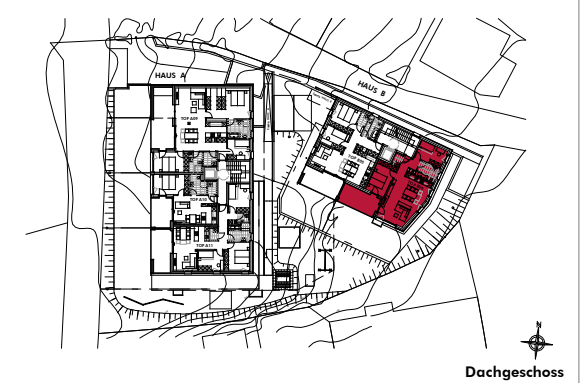 HAUS A
HAUS B
TOP A09
TOP A10
TOP A11
N
Dachgeschoss